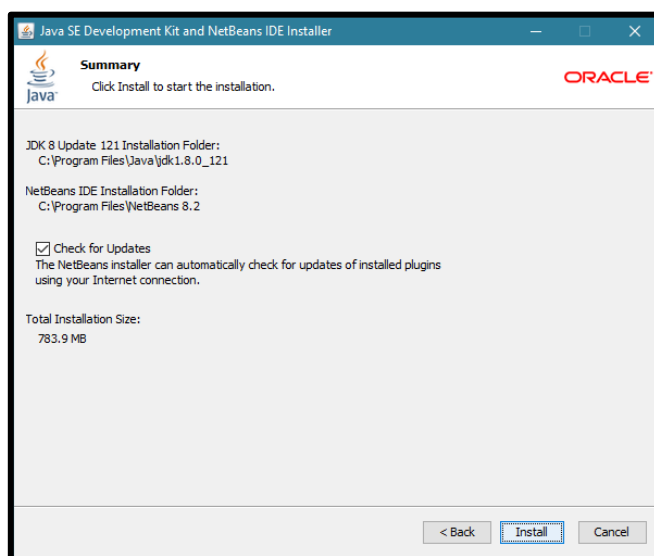 Java SE Development Kit and NetBeans IDE Installer
Java
Summary
Click Install to start the installation.
ORACLE
JDK 8 Update 121 Installation Folder:
C:\Program Files\Java\jdk1.8.0_121
NetBeans IDE Installation Folder:
C:\Program Files\NetBeans 8.2
Check for Updates
The NetBeans installer can automatically check for updates of installed plugins
using your Internet connection.
Total Installation Size:
783.9 MB
< Back Install Cancel